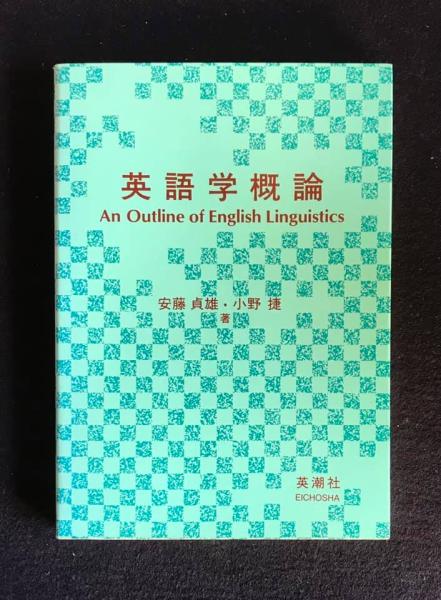 英語学概論
An Outline of English Linguistics
安藤 貞雄・小野 捷
著
英潮社
EICHOSHA